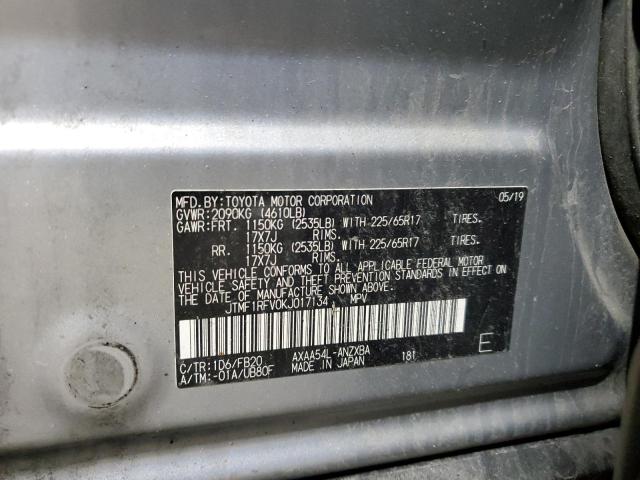 MFD.BY:TOYOTA MOTOR CORPORATION 05/19
GVWR:2090KG (4610LB)
GAWR:FRT. 1150KG (2535LB) WITH 225/65R17 TIRES.
17X7J RIMS.
RR. 1150KG (2535LB) WITH 225/65R17 TIRES.
17X7J RIMS.
THIS VEHICLE CONFORMS TO ALL APPLICABLE FEDERAL MOTOR
VEHICLE SAFETY AND THEFT PREVENTION STANDARDS IN EFFECT ON
THE DATE OF MANUFACTURE SHOWN ABOVE.
JTMF1RFV0KJ017134 MPV
C/TR:1D6/FB20 AXAA54L-ANZXBA 181 E
A/TM:-01A/UB80F MADE IN JAPAN